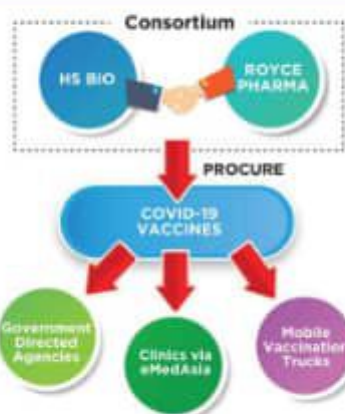 Consortium
HS BIO
ROYCE
PHARMA
PROCURE
COVID-19
VACCINES
Government
Directed
Agencies
Clinics via
eMedAsia
Mobile
Vaccination
Trucks